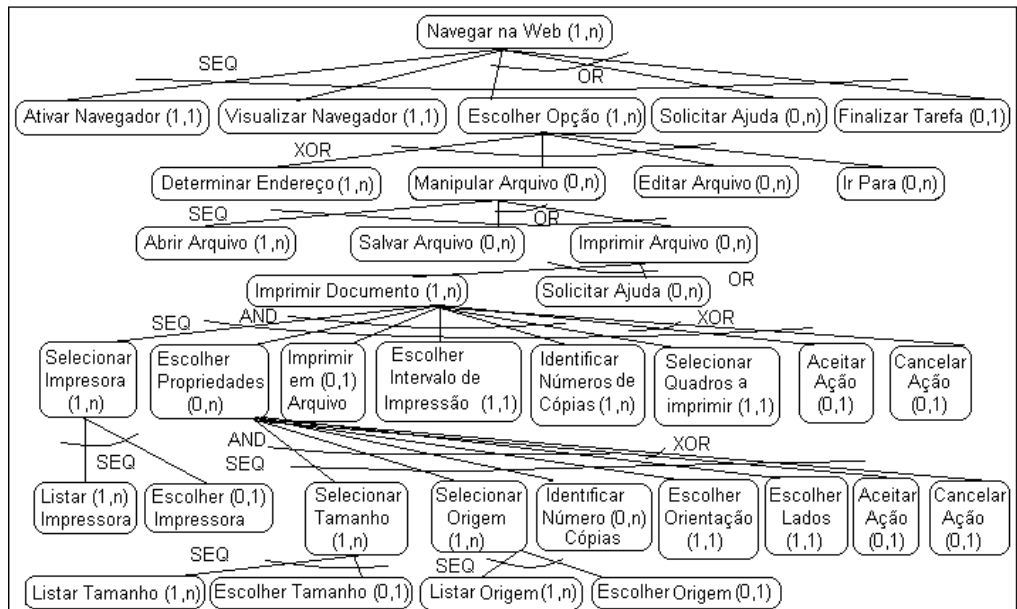 Navegar na Web (1,n)
SEQ
OR
Ativar Navegador (1,1)
Visualizar Navegador (1,1)
Escolher Opção (1,n)
Solicitar Ajuda (0,n)
Finalizar Tarefa (0,1)
XOR
Determinar Endereço (1,n)
Manipular Arquivo (0,n)
Editar Arquivo (0,n)
Ir Para (0,n)
SEQ
OR
Abrir Arquivo (1,n)
Salvar Arquivo (0,n)
Imprimir Arquivo (0,n)
OR
Imprimir Documento (1,n)
Solicitar Ajuda (0,n)
SEQ
AND
XOR
Selecionar
Impresora
(1,n)
Escolher
Propriedades
(0,n)
Imprimir
em (0,1)
Arquivo
Escolher
Intervalo de
Impressão (1,1)
Identificar
Números de
Cópias (1,n)
Selecionar
Quadros a
imprimir (1,1)
Aceitar
Ação
(0,1)
Cancelar
Ação
(0,1)
SEQ
AND
SEQ
XOR
Listar (1,n)
Impressora
Escolher (0,1)
Impressora
Selecionar
Tamanho
(1,n)
Selecionar
Origem
(1,n)
Identificar
Número (0,n)
Cópias
Escolher
Orientação
(1,1)
Escolher
Lados
(1,1)
Aceitar
Ação
(0,1)
Cancelar
Ação
(0,1)
SEQ
SEQ
Listar Tamanho (1,n)
Escolher Tamanho (0,1)
Listar Origem (1,n)
Escolher Origem (0,1)